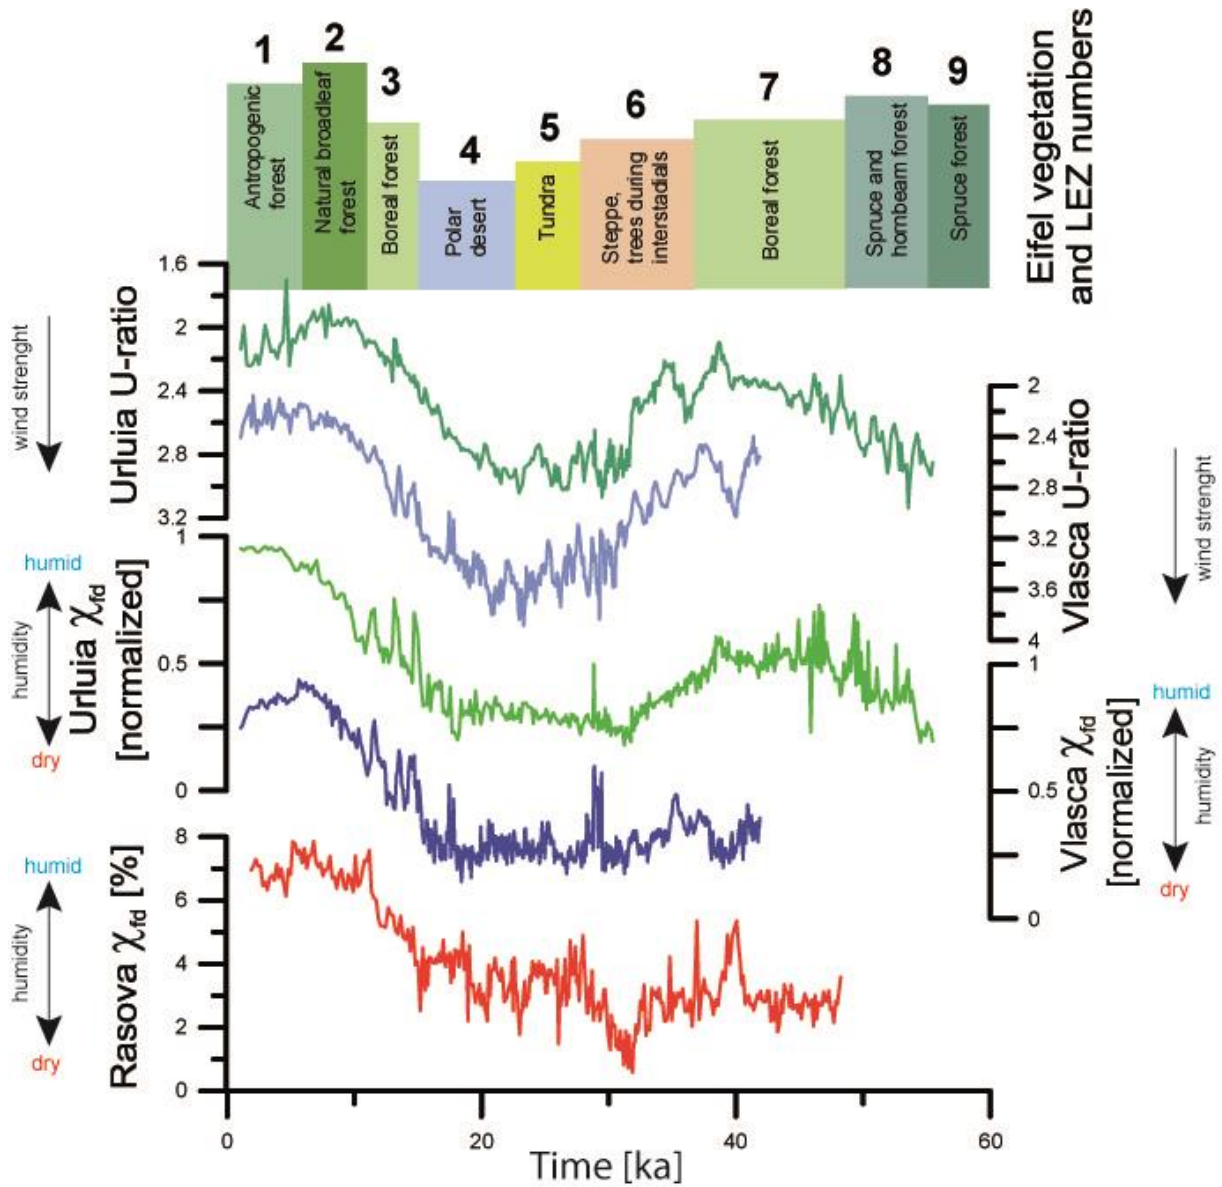 1
2
3
4
5
6
7
8
9
Antropogenic
forest
Natural broadleaf
forest
Boreal forest
Polar
desert
Tundra
Steppe,
trees during
interstadials
Boreal forest
Spruce and
hornbeam forest
Spruce forest
Eifel vegetation
and LEZ numbers
1.6
2
2.4
2.8
3.2
Urluia U-ratio
wind strenght
2
2.4
2.8
3.2
3.6
4
Vlasca U-ratio
wind strenght
1
0.5
0
Urluia χfd
[normalized]
humid
humidity
dry
1
0.5
0
Vlasca χfd
[normalized]
humid
humidity
dry
8
6
4
2
0
Rasova χfd [%]
humid
humidity
dry
0
20
40
60
Time [ka]